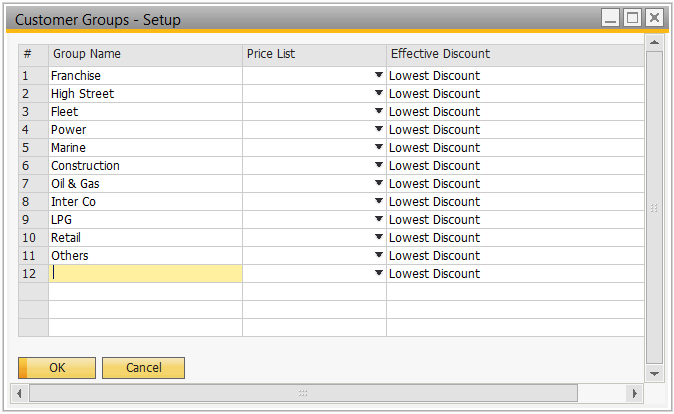 Customer Groups - Setup
# Group Name Price List Effective Discount
1 Franchise Lowest Discount
2 High Street Lowest Discount
3 Fleet Lowest Discount
4 Power Lowest Discount
5 Marine Lowest Discount
6 Construction Lowest Discount
7 Oil & Gas Lowest Discount
8 Inter Co Lowest Discount
9 LPG Lowest Discount
10 Retail Lowest Discount
11 Others Lowest Discount
12 Lowest Discount
OK Cancel